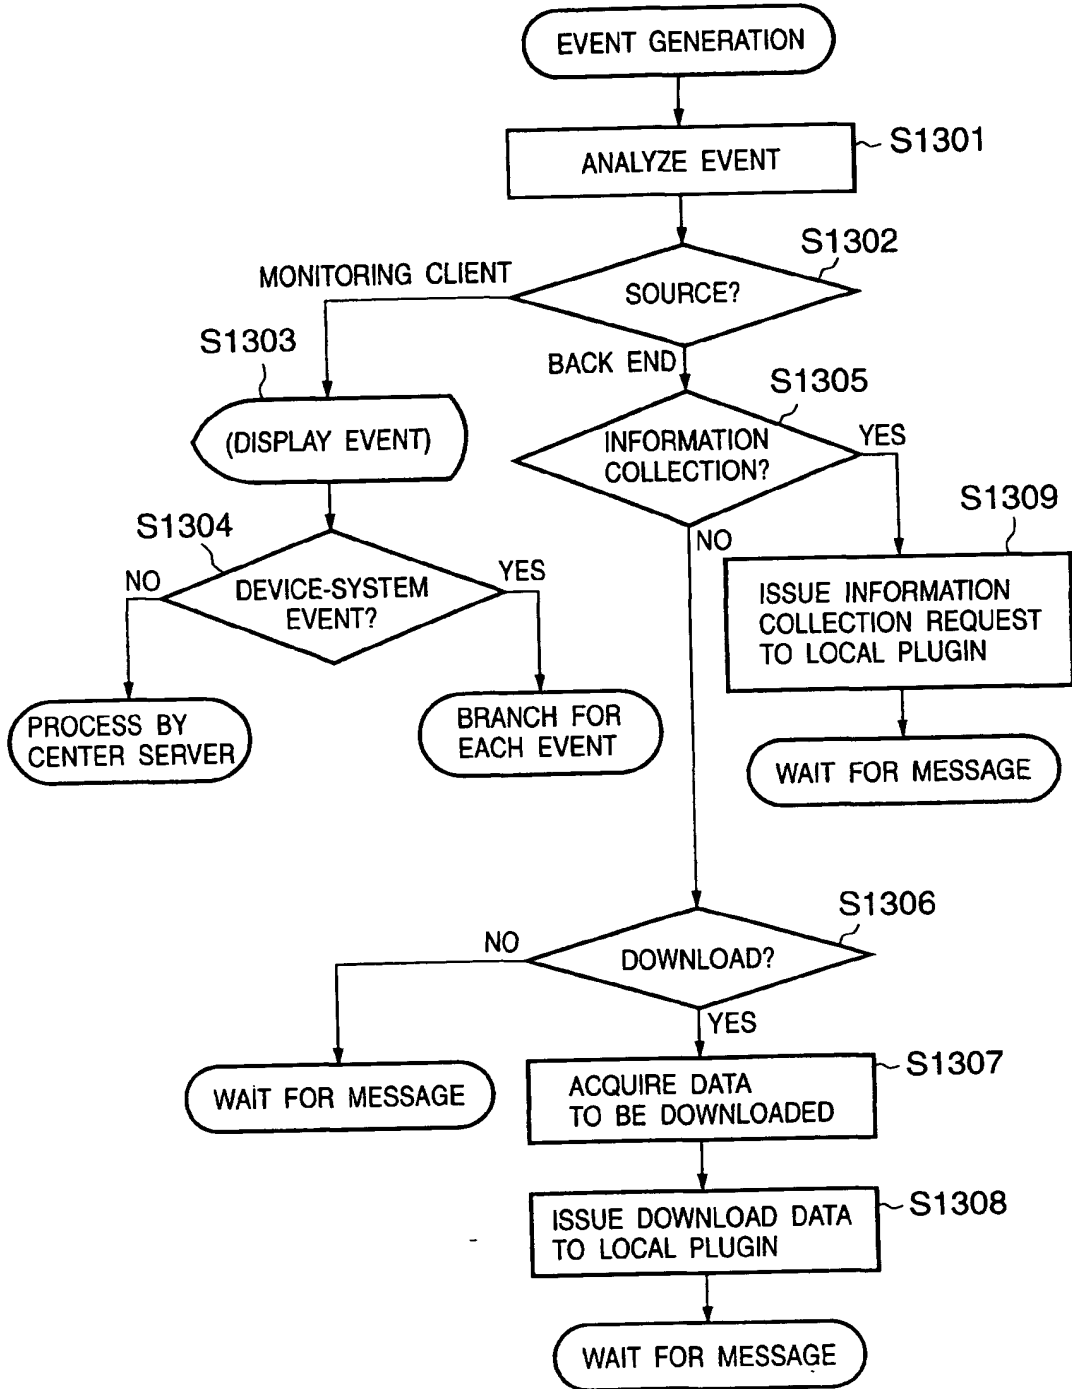 EVENT GENERATION
ANALYZE EVENT
S1301
S1302
SOURCE?
MONITORING CLIENT
S1303
(DISPLAY EVENT)
BACK END
S1305
INFORMATION
COLLECTION?
YES
NO
S1304
DEVICE-SYSTEM
EVENT?
NO
YES
PROCESS BY
CENTER SERVER
BRANCH FOR
EACH EVENT
S1309
ISSUE INFORMATION
COLLECTION REQUEST
TO LOCAL PLUGIN
WAIT FOR MESSAGE
S1306
DOWNLOAD?
NO
YES
WAIT FOR MESSAGE
S1307
ACQUIRE DATA
TO BE DOWNLOADED
S1308
ISSUE DOWNLOAD DATA
TO LOCAL PLUGIN
WAIT FOR MESSAGE